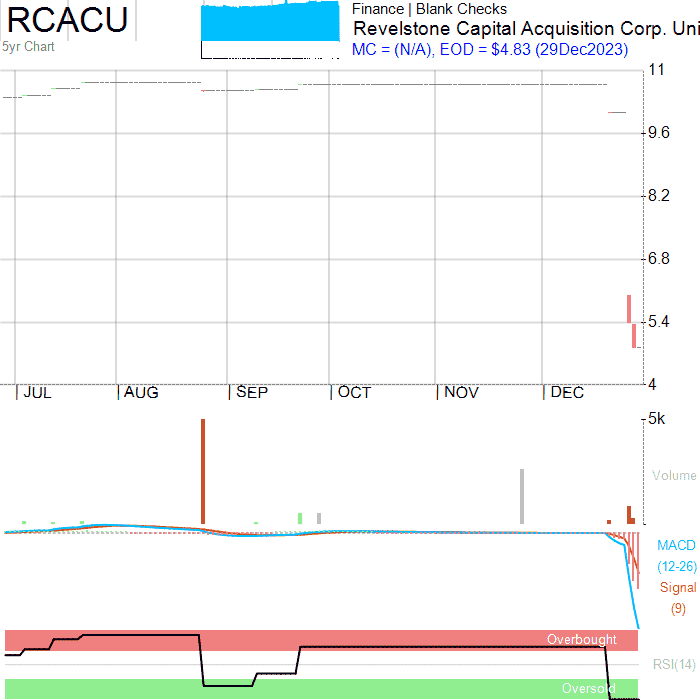 RCACU
5yr Chart
Finance | Blank Checks
Revelstone Capital Acquisition Corp. Uni
MC = (N/A), EOD = $4.83 (29Dec2023)
11
9.6
8.2
6.8
5.4
4
JUL AUG SEP OCT NOV DEC
5k
Volume
MACD
(12-26)
Signal
(9)
Overbought
RSI(14)
Oversold